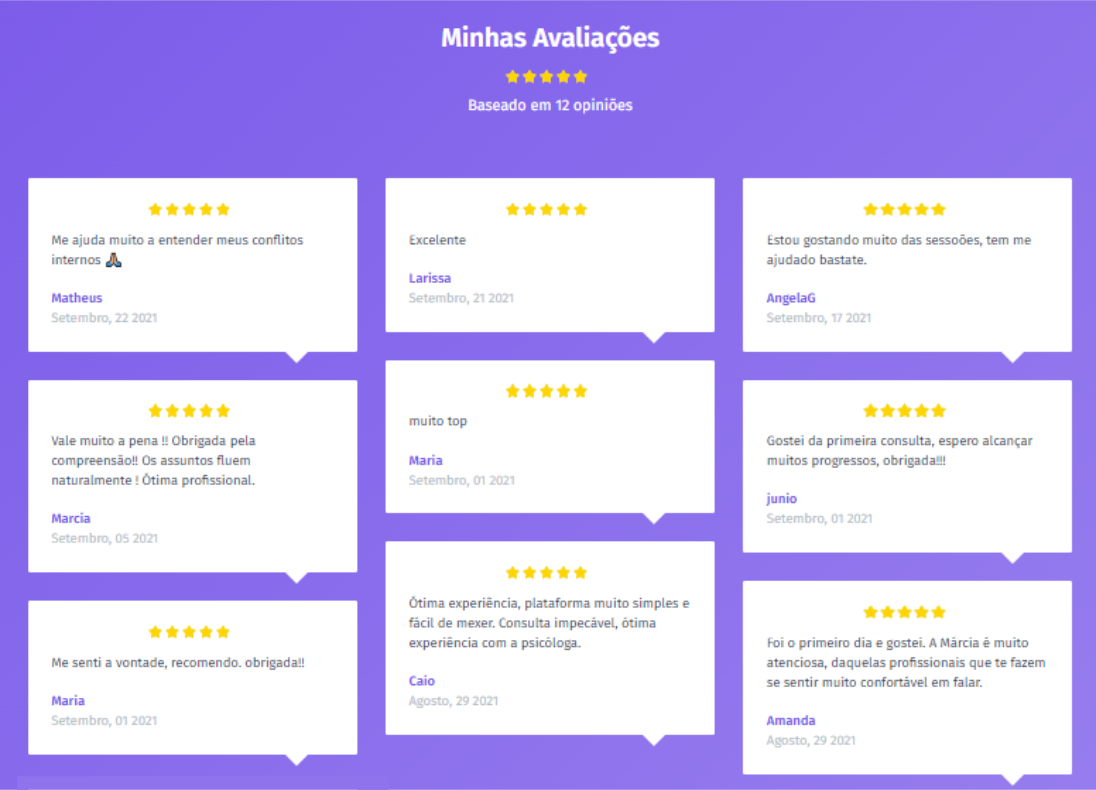 Minhas Avaliações
Baseado em 12 opiniões
Me ajuda muito a entender meus conflitos
internos 🙏🏽
Matheus
Setembro, 22 2021
Excelente
Larissa
Setembro, 21 2021
Estou gostando muito das sessoões, tem me
ajudado bastate.
AngelaG
Setembro, 17 2021
Vale muito a pena !! Obrigada pela
compreensão!! Os assuntos fluem
naturalmente ! Ótima profissional.
Marcia
Setembro, 05 2021
muito top
Maria
Setembro, 01 2021
Gostei da primeira consulta, espero alcançar
muitos progressos, obrigada!!!
junio
Setembro, 01 2021
Me senti a vontade, recomendo. obrigada!!
Maria
Setembro, 01 2021
Ótima experiência, plataforma muito simples e
fácil de mexer. Consulta impecável, ótima
experiência com a psicóloga.
Caio
Agosto, 29 2021
Foi o primeiro dia e gostei. A Márcia é muito
atenciosa, daquelas profissionais que te fazem
se sentir muito confortável em falar.
Amanda
Agosto, 29 2021